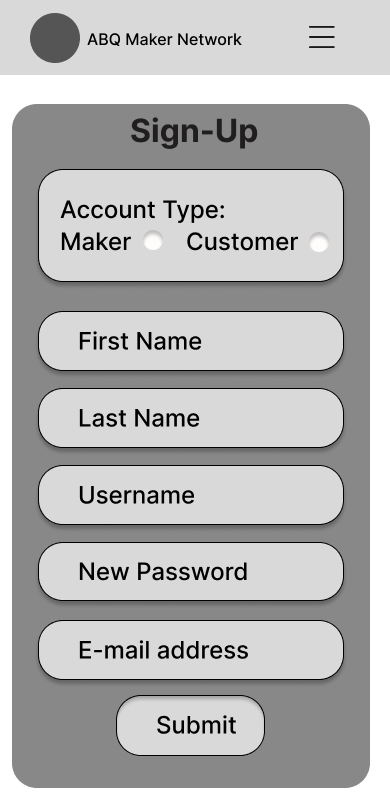 ABQ Maker Network
Sign-Up
Account Type:
Maker Customer
First Name
Last Name
Username
New Password
E-mail address
Submit